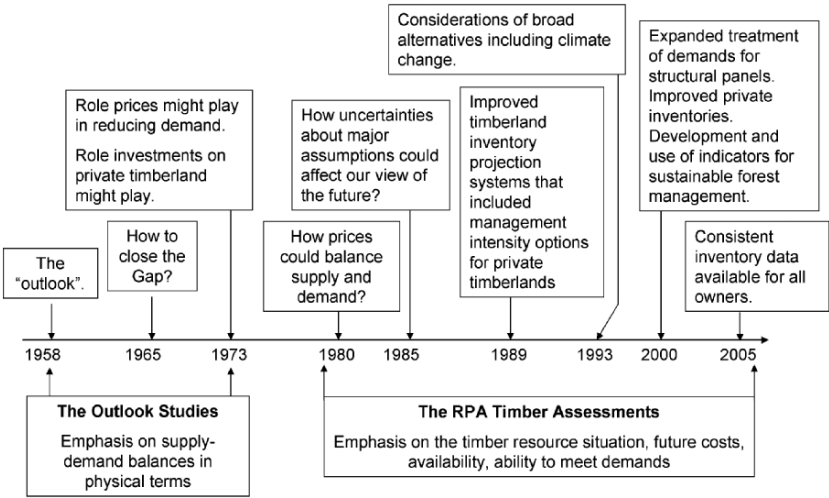 The
"outlook".
How to
close the
Gap?
Role prices might play
in reducing demand.
Role investments on
private timberland
might play.
How prices
could balance
supply and
demand?
How uncertainties
about major
assumptions could
affect our view of
the future?
Improved
timberland
inventory
projection
systems that
included
management
intensity options
for private
timberlands
Considerations of broad
alternatives including climate
change.
Expanded treatment
of demands for
structural panels.
Improved private
inventories.
Development and
use of indicators for
sustainable forest
management.
Consistent
inventory data
available for all
owners.
1958 1965 1973 1980 1985 1989 1993 2000 2005
The Outlook Studies
Emphasis on supply-
demand balances in
physical terms
The RPA Timber Assessments
Emphasis on the timber resource situation, future costs,
availability, ability to meet demands